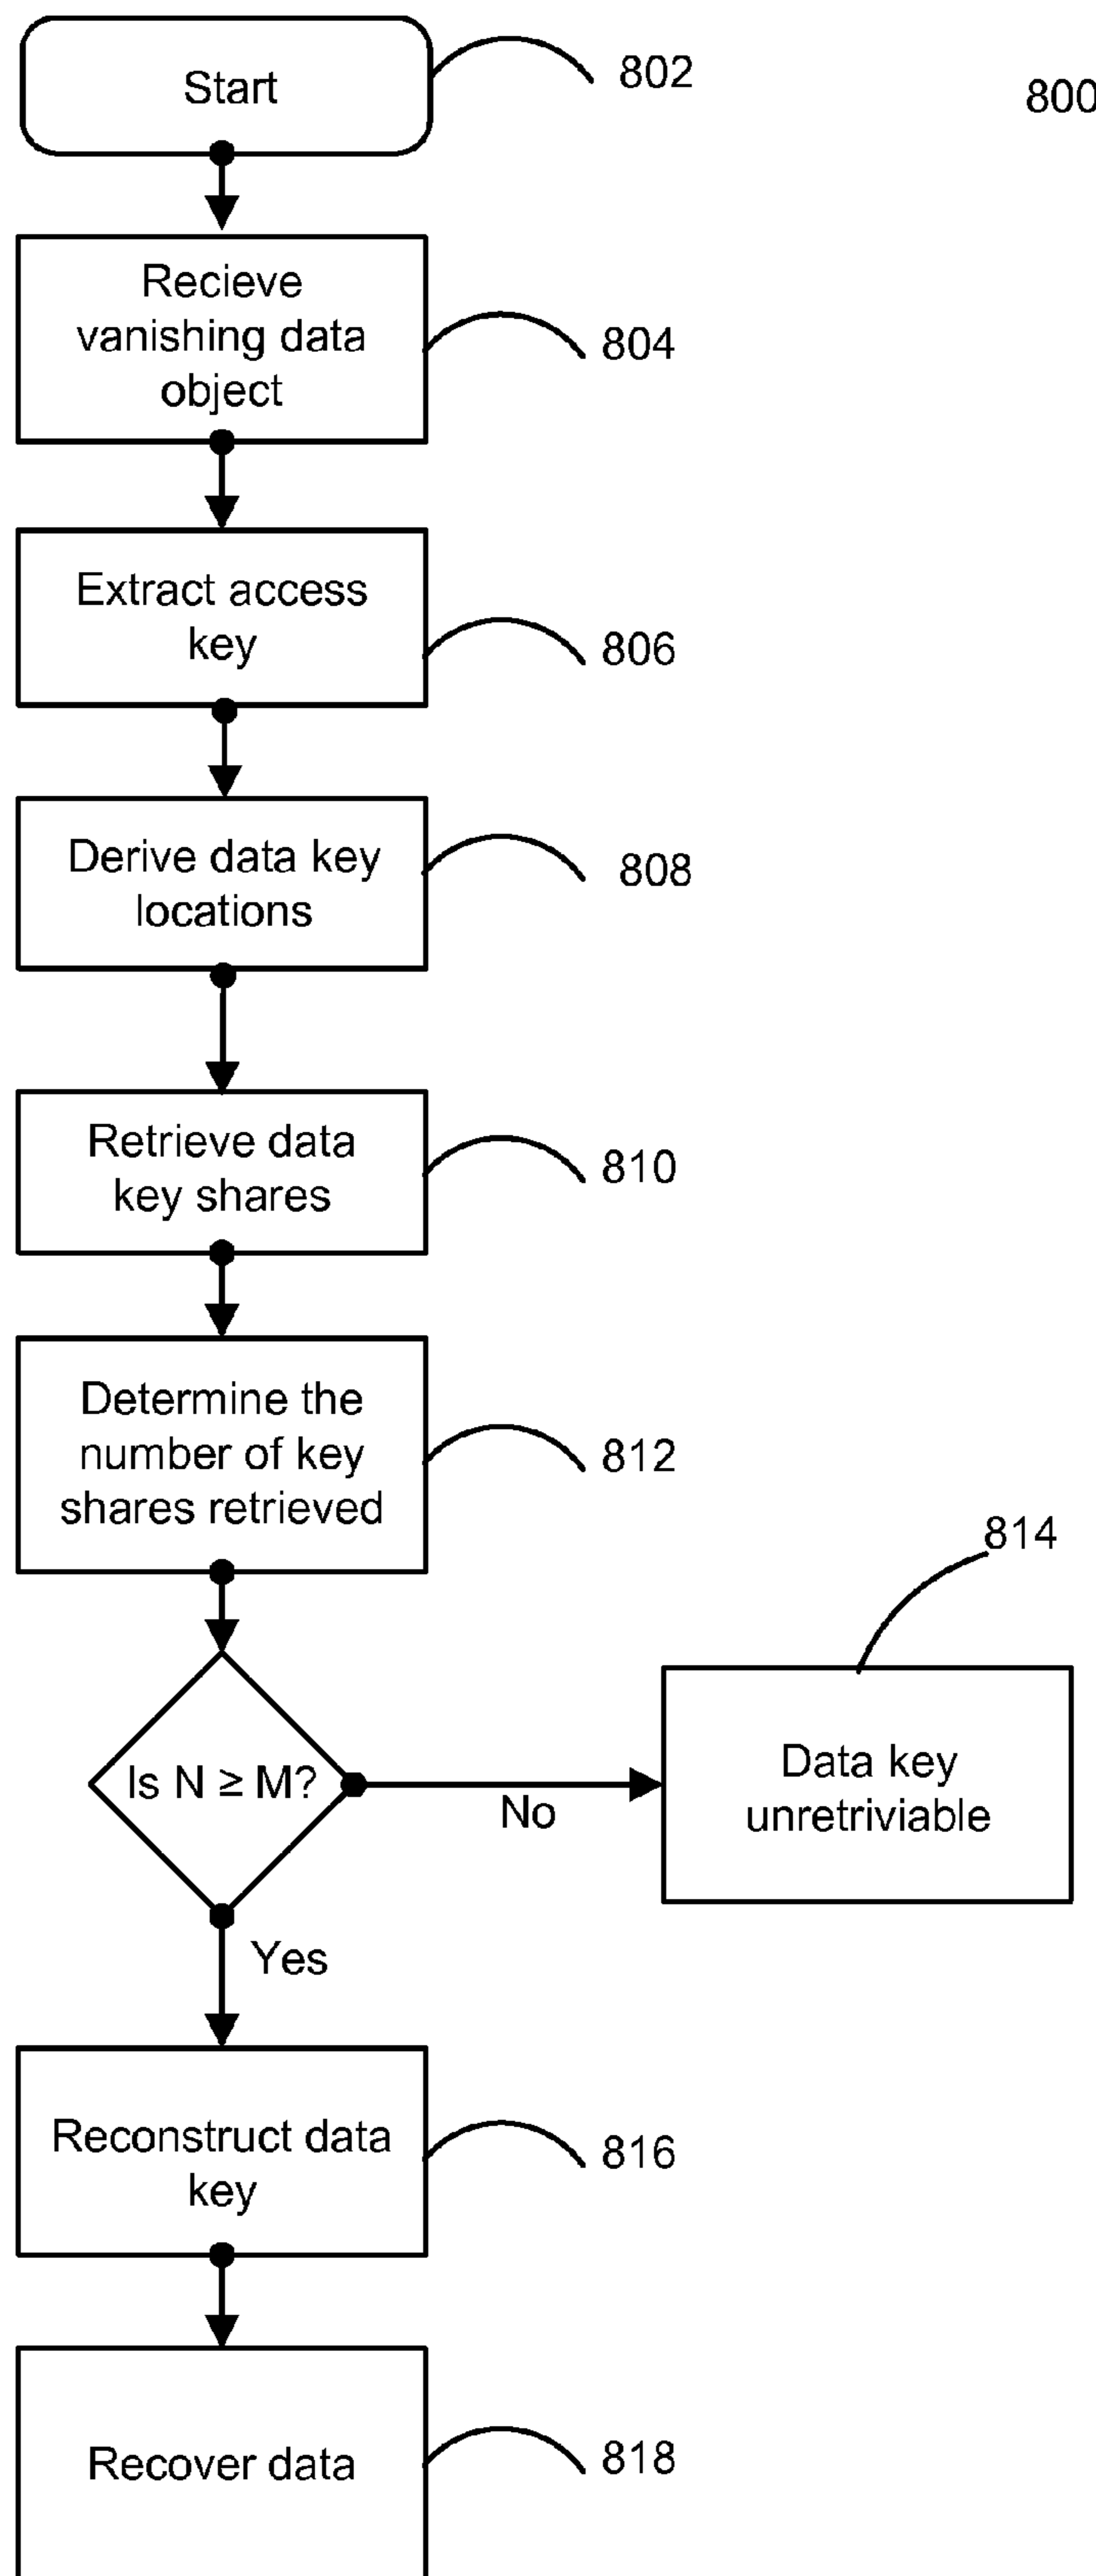 Start
802
800
Recieve
vanishing data
object
804
Extract access
key
806
Derive data key
locations
808
Retrieve data
key shares
810
Determine the
number of key
shares retrieved
812
814
Is N ≥ M?
No
Data key
unretriviable
Yes
Reconstruct data
key
816
Recover data
818